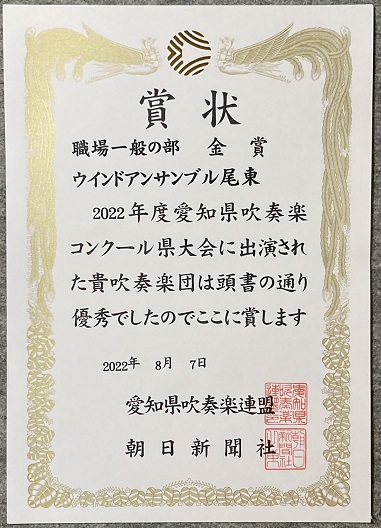 賞状
職場一般の部 金賞
ウインドアンサンブル尾東
2022年度愛知県吹奏楽
コンクール県大会に出演され
た貴吹奏楽団は頭書の通り
優秀でしたのでここに賞します
2022年 8月 7日
愛知県吹奏楽連盟
朝日新聞社